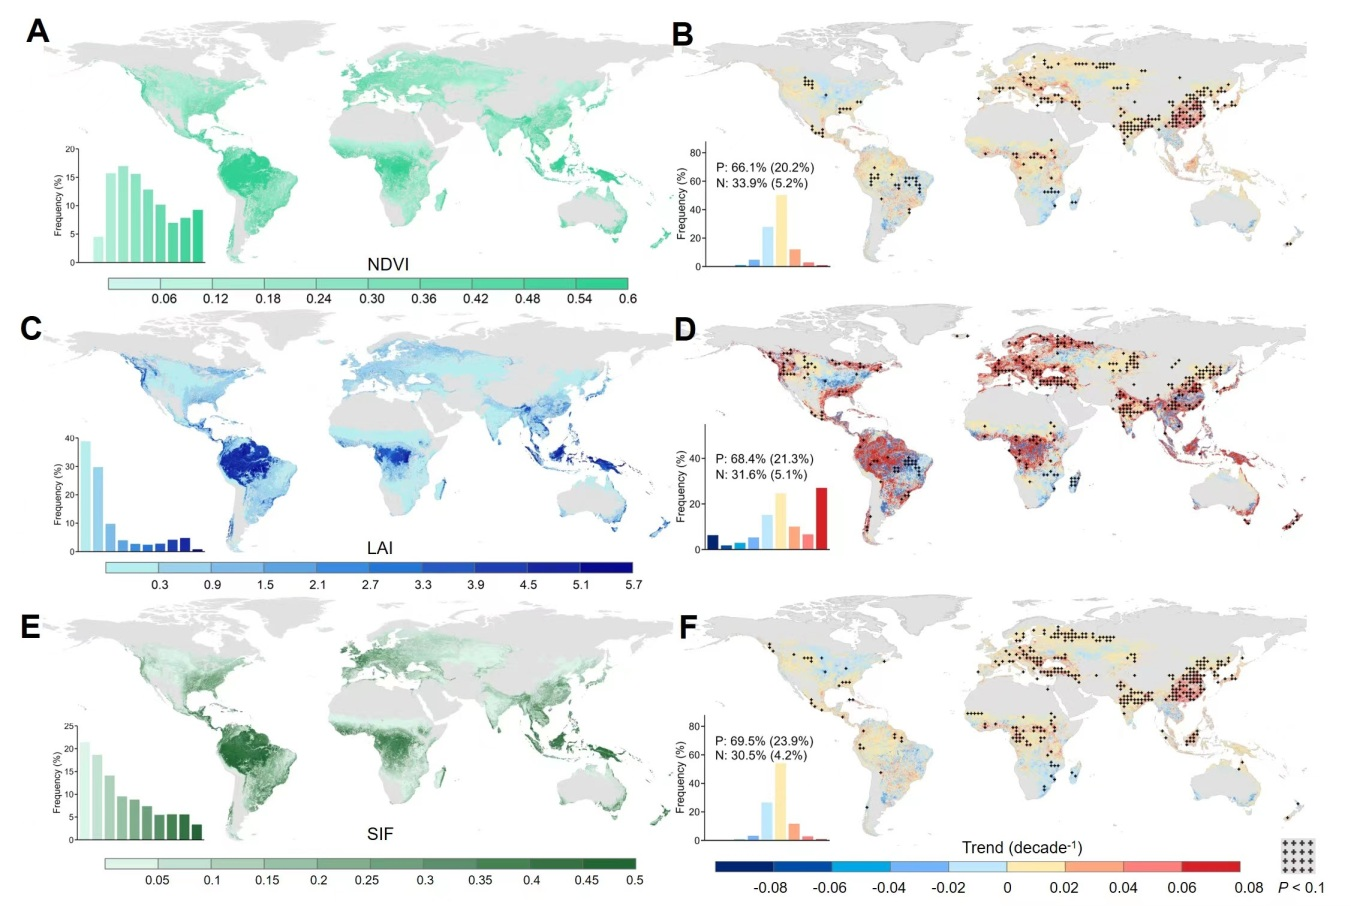 A
20
15
10
5
0
Frequency (%)
NDVI
0.06 0.12 0.18 0.24 0.30 0.36 0.42 0.48 0.54 0.6
B
80
60
40
20
0
Frequency (%)
P: 66.1% (20.2%)
N: 33.9% (5.2%)
C
40
30
20
10
0
Frequency (%)
LAI
0.3 0.9 1.5 2.1 2.7 3.3 3.9 4.5 5.1 5.7
D
40
20
0
Frequency (%)
P: 68.4% (21.3%)
N: 31.6% (5.1%)
E
25
20
15
10
5
0
Frequency (%)
SIF
0.05 0.1 0.15 0.2 0.25 0.3 0.35 0.4 0.45 0.5
F
80
60
40
20
0
Frequency (%)
P: 69.5% (23.9%)
N: 30.5% (4.2%)
Trend (decade⁻¹)
-0.08 -0.06 -0.04 -0.02 0 0.02 0.04 0.06 0.08
P < 0.1